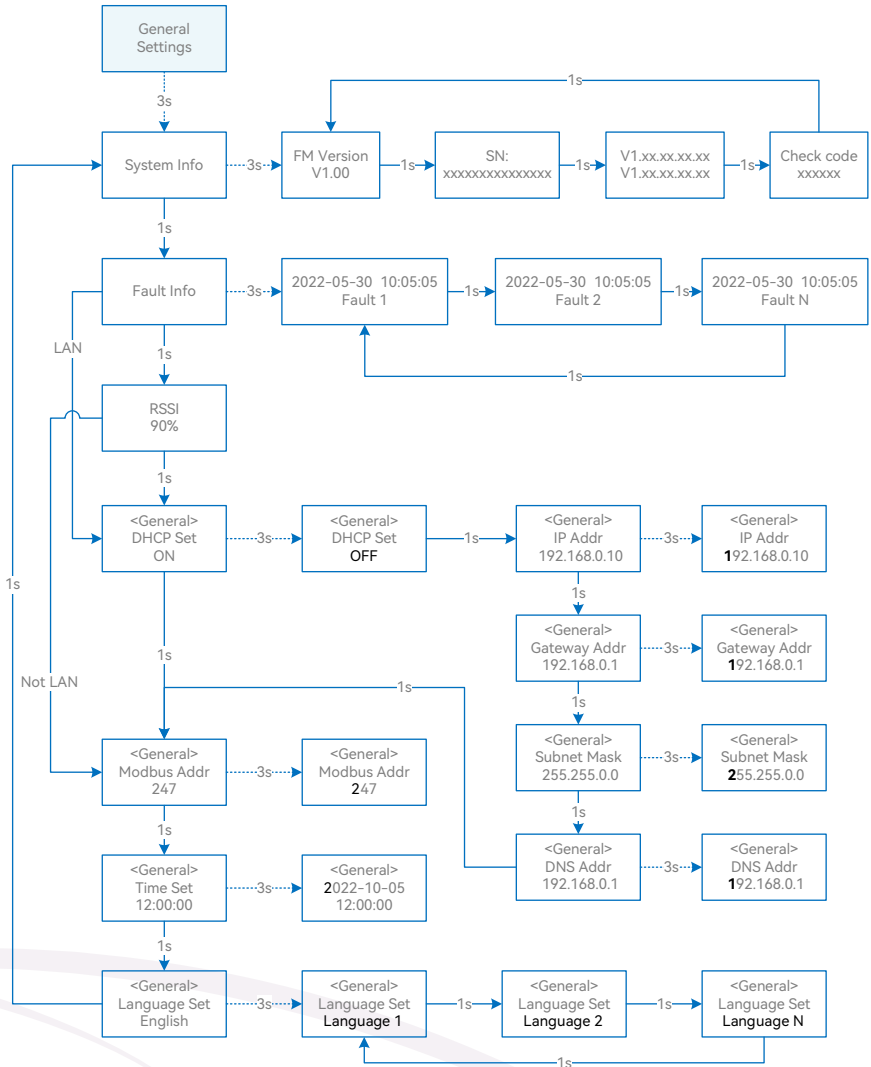 General
Settings
1s
3s
System Info
3s
FM Version
V1.00
1s
SN:
xxxxxxxxxxxxxxx
1s
V1.xx.xx.xx.xx
V1.xx.xx.xx.xx
1s
Check code
xxxxxx
1s
Fault Info
3s
2022-05-30 10:05:05
Fault 1
1s
2022-05-30 10:05:05
Fault 2
1s
2022-05-30 10:05:05
Fault N
LAN
1s
1s
RSSI
90%
1s
<General>
DHCP Set
ON
3s
<General>
DHCP Set
OFF
1s
<General>
IP Addr
192.168.0.10
3s
<General>
IP Addr
192.168.0.10
1s
1s
<General>
Gateway Addr
192.168.0.1
3s
<General>
Gateway Addr
192.168.0.1
1s
Not LAN
1s
1s
<General>
Subnet Mask
255.255.0.0
3s
<General>
Subnet Mask
255.255.0.0
<General>
Modbus Addr
247
3s
<General>
Modbus Addr
247
1s
1s
<General>
DNS Addr
192.168.0.1
3s
<General>
DNS Addr
192.168.0.1
<General>
Time Set
12:00:00
3s
<General>
2022-10-05
12:00:00
1s
<General>
Language Set
English
3s
<General>
Language Set
Language 1
1s
<General>
Language Set
Language 2
1s
<General>
Language Set
Language N
1s